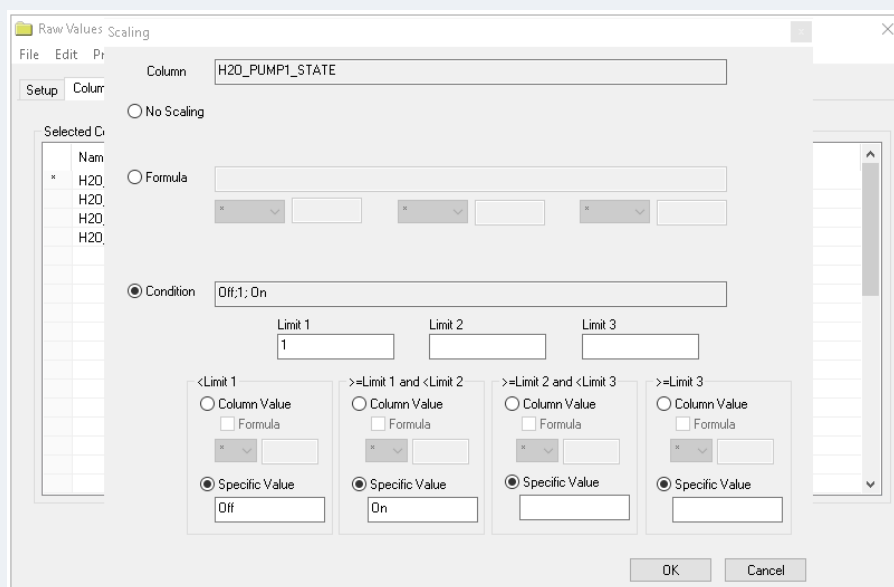 Raw Values
Scaling
File Edit Pr
Column H2O_PUMP1_STATE
Setup Colum
No Scaling
Selected Co
Nam
* H2O_
Formula
H2O_
H2O_
H2O_
* * *
Condition Off;1; On
Limit 1 Limit 2 Limit 3
1
<Limit 1 >=Limit 1 and <Limit 2 >=Limit 2 and <Limit 3 >=Limit 3
Column Value Column Value Column Value Column Value
Formula Formula Formula Formula
* * * *
Specific Value Specific Value Specific Value Specific Value
Off On
OK Cancel